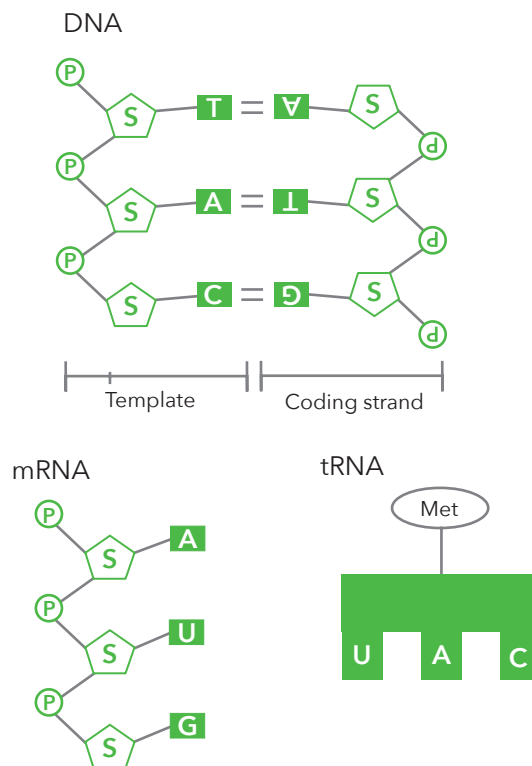 DNA
P
S T A S
P P
S A T S
P P
S C G S
P
Template Coding strand
mRNA
P
S A
P
S U
P
S G
tRNA
Met
U A C